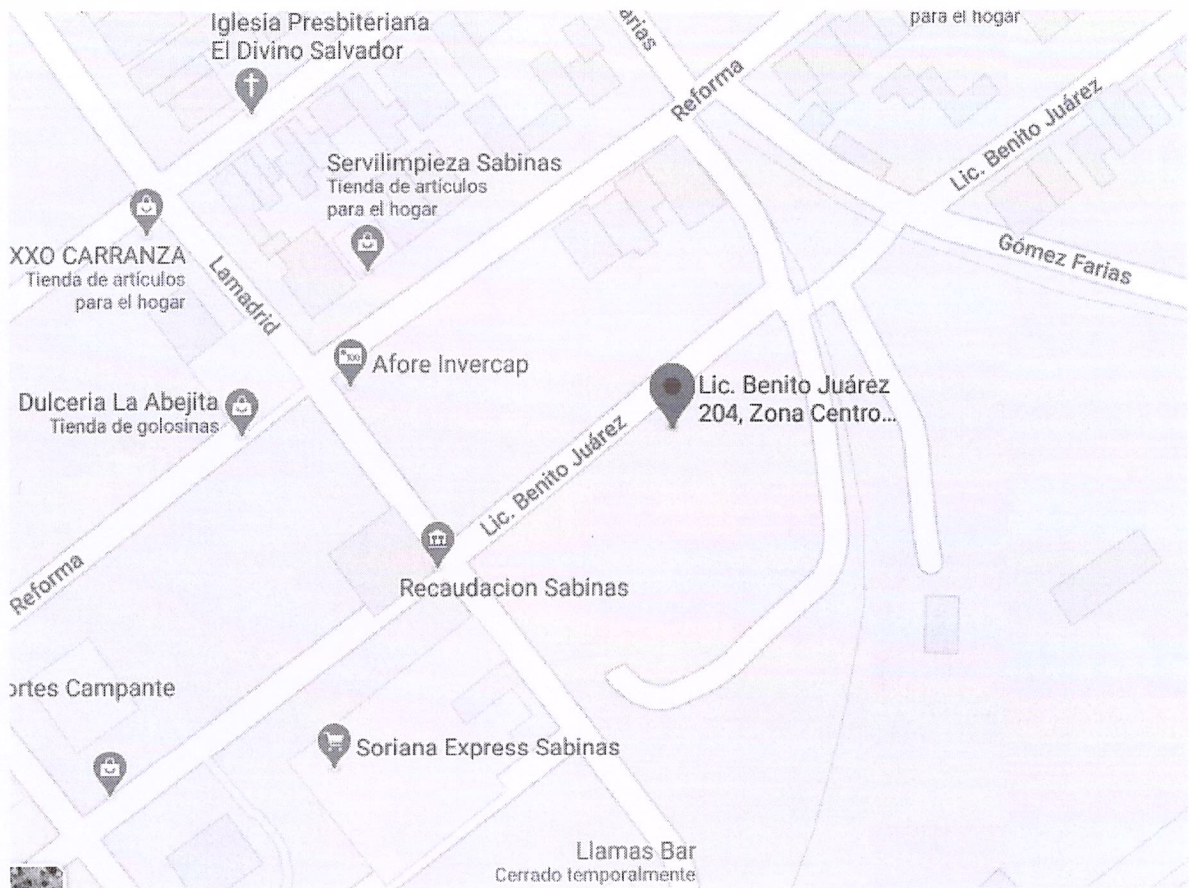 Iglesia Presbiteriana
El Divino Salvador
arias
para el hogar
Reforma
Lic. Benito Juárez
Servilimpieza Sabinas
Tienda de artículos
para el hogar
XXO CARRANZA
Tienda de artículos
para el hogar
Lamadrid
Gómez Farias
Afore Invercap
Lic. Benito Juárez
204, Zona Centro...
Dulceria La Abejita
Tienda de golosinas
Lic. Benito Juárez
Reforma
Recaudacion Sabinas
ortes Campante
Soriana Express Sabinas
Llamas Bar
Cerrado temporalmente